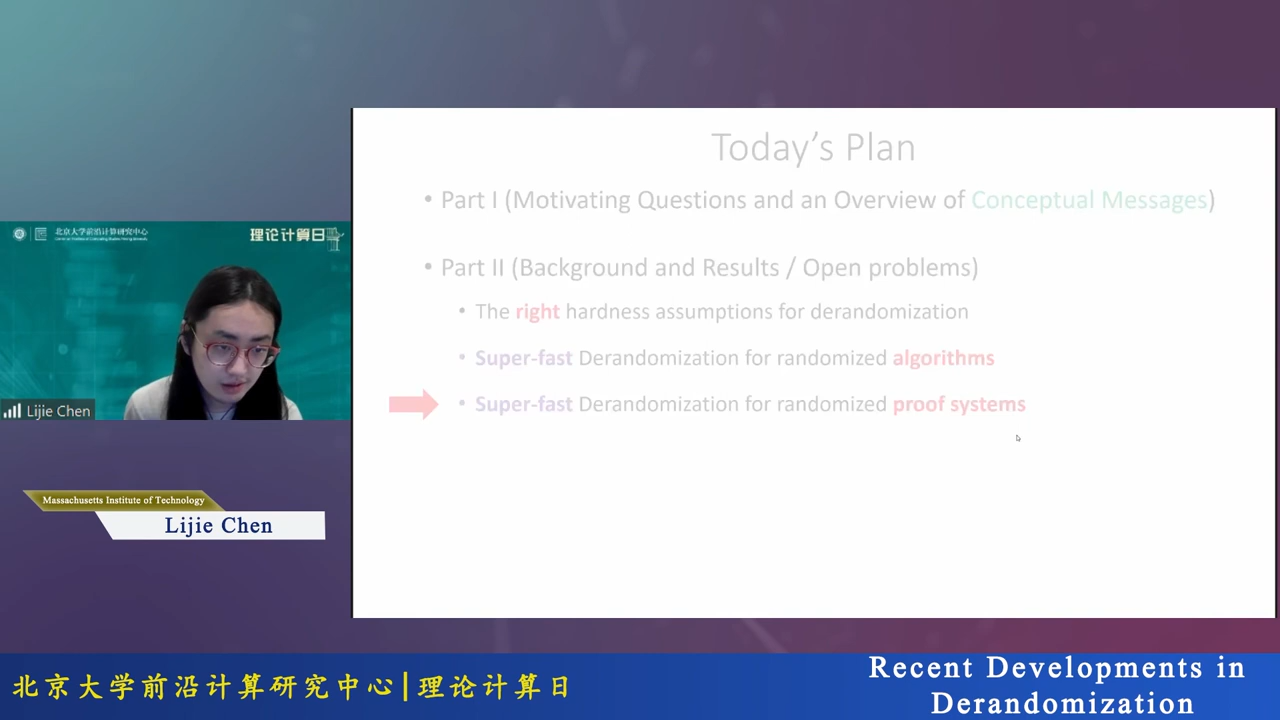 Today's Plan
• Part I (Motivating Questions and an Overview of Conceptual Messages)
• Part II (Background and Results / Open problems)
• The right hardness assumptions for derandomization
• Super-fast Derandomization for randomized algorithms
• Super-fast Derandomization for randomized proof systems
北京大学前沿计算研究中心
理论计算日
Lijie Chen
Massachusetts Institute of Technology
Lijie Chen
北京大学前沿计算研究中心|理论计算日
Recent Developments in
Derandomization